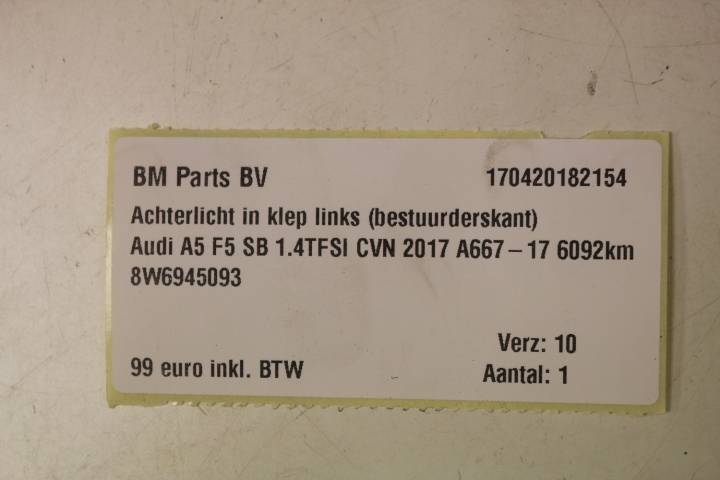 BM Parts BV 170420182154
Achterlicht in klep links (bestuurderskant)
Audi A5 F5 SB 1.4TFSI CVN 2017 A667-17 6092km
8W6945093
Verz: 10
99 euro inkl. BTW Aantal: 1